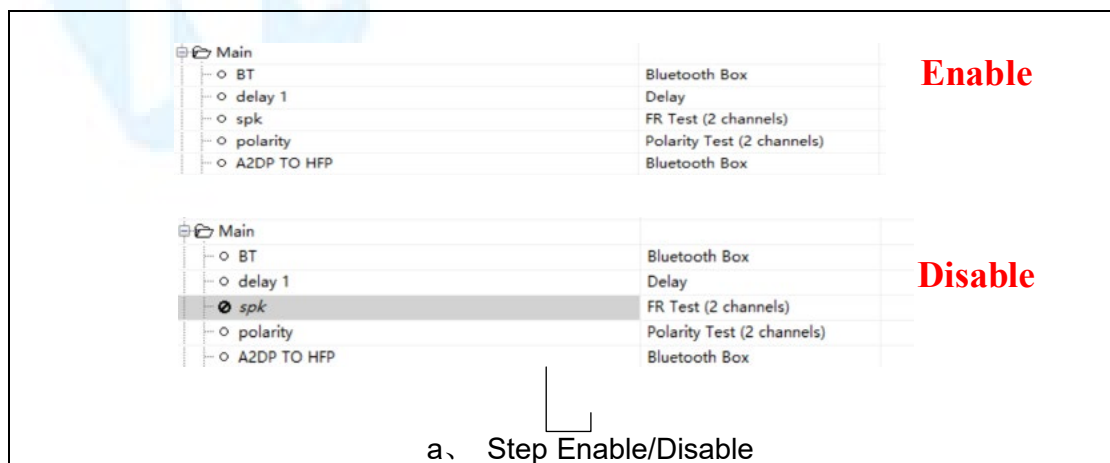 Main
BT Bluetooth Box
delay 1 Delay
spk FR Test (2 channels)
polarity Polarity Test (2 channels)
A2DP TO HFP Bluetooth Box
Enable
Main
BT Bluetooth Box
delay 1 Delay
spk FR Test (2 channels)
polarity Polarity Test (2 channels)
A2DP TO HFP Bluetooth Box
Disable
a、 Step Enable/Disable